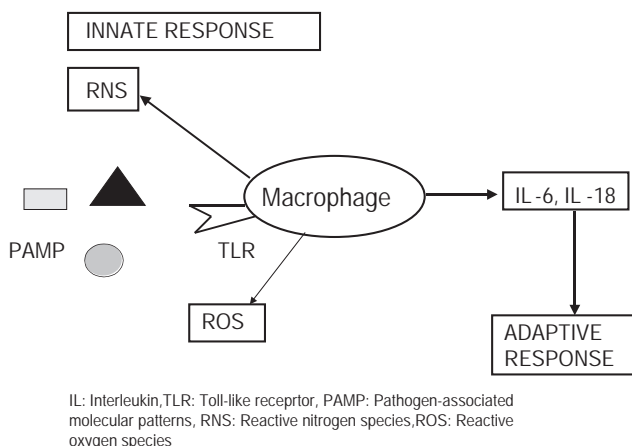 INNATE RESPONSE
RNS
Macrophage
IL-6, IL-18
PAMP
TLR
ROS
ADAPTIVE
RESPONSE
IL: Interleukin,TLR: Toll-like receprtor, PAMP: Pathogen-associated
molecular patterns, RNS: Reactive nitrogen species,ROS: Reactive
oxygen species